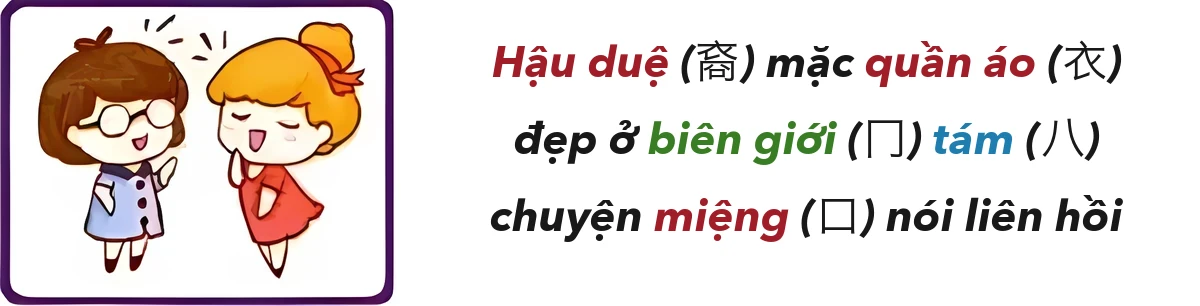 Hậu duệ (裔) mặc quần áo (衣)
đẹp ở biên giới (冂) tám (八)
chuyện miệng (口) nói liên hồi